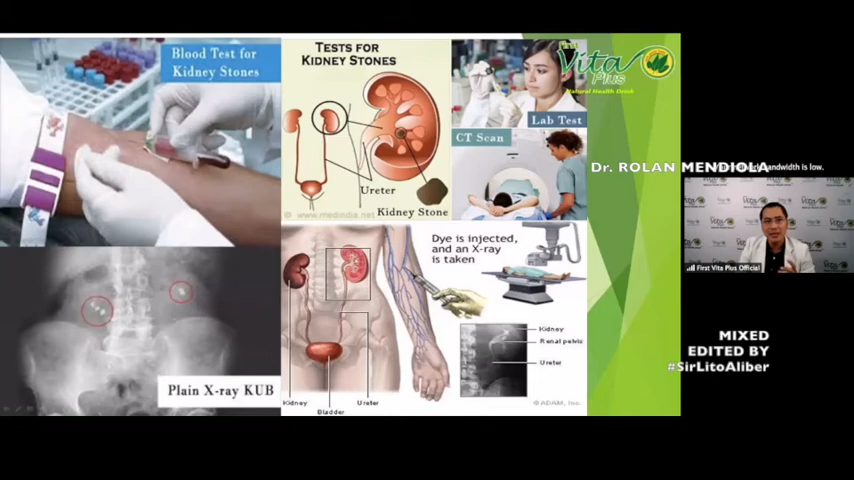 Blood Test for
Kidney Stones
TESTS FOR
KIDNEY STONES
Ureter
Kidney Stone
© www.medindia.net
First
Vita
Plus
Natural Health Drink
Lab Test
CT Scan
Dr. ROLAN MENDIOLA
bandwidth is low.
First Vita Plus Official
Plain X-ray KUB
Dye is injected,
and an X-ray
is taken
Kidney
Renal pelvis
Ureter
Kidney
Ureter
Bladder
©ADAM, Inc.
MIXED
EDITED BY
#SirLitoAliber